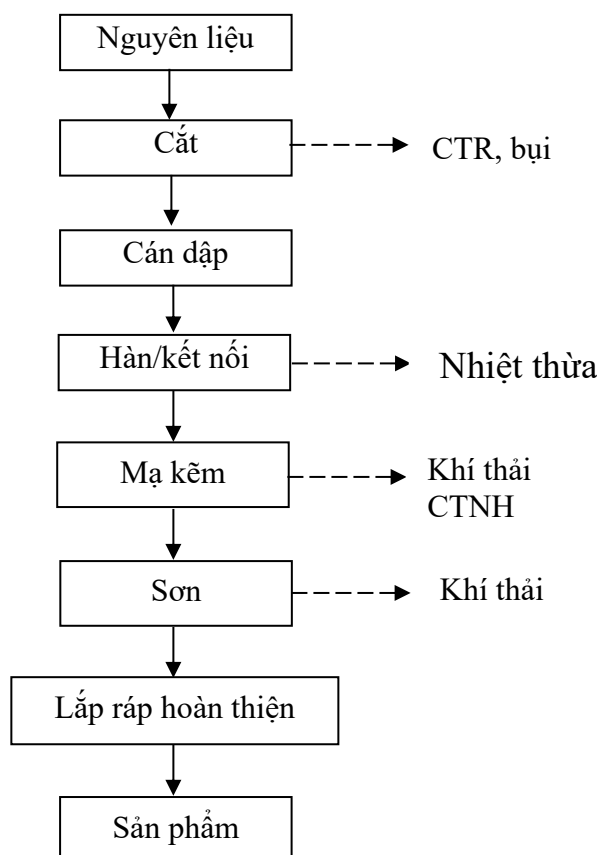 Nguyên liệu
Cắt
CTR, bụi
Cán dập
Hàn/kết nối
Nhiệt thừa
Mạ kẽm
Khí thải
CTNH
Sơn
Khí thải
Lắp ráp hoàn thiện
Sản phẩm